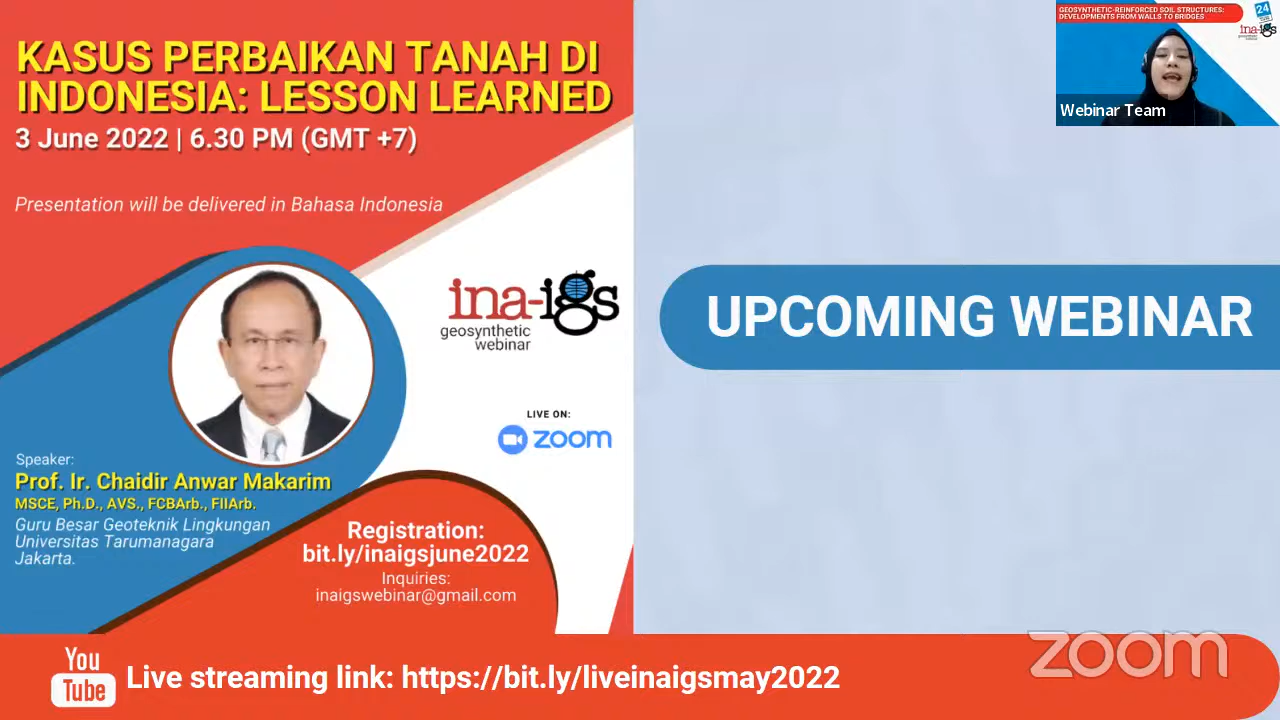 KASUS PERBAIKAN TANAH DI
INDONESIA: LESSON LEARNED
3 June 2022 | 6.30 PM (GMT +7)
Presentation will be delivered in Bahasa Indonesia
ina-igs
geosynthetic
webinar
LIVE ON:
zoom
Speaker:
Prof. Ir. Chaidir Anwar Makarim
MSCE, Ph.D., AVS., FCBArb., FIIArb.
Guru Besar Geoteknik Lingkungan
Universitas Tarumanagara
Jakarta.
Registration:
bit.ly/inaigsjune2022
Inquiries:
inaigswebinar@gmail.com
GEOSYNTHETIC-REINFORCED SOIL STRUCTURES:
DEVELOPMENTS FROM WALLS TO BRIDGES
24
ina-igs
Webinar Team
UPCOMING WEBINAR
You
Tube
Live streaming link: https://bit.ly/liveinaigsmay2022
zoom